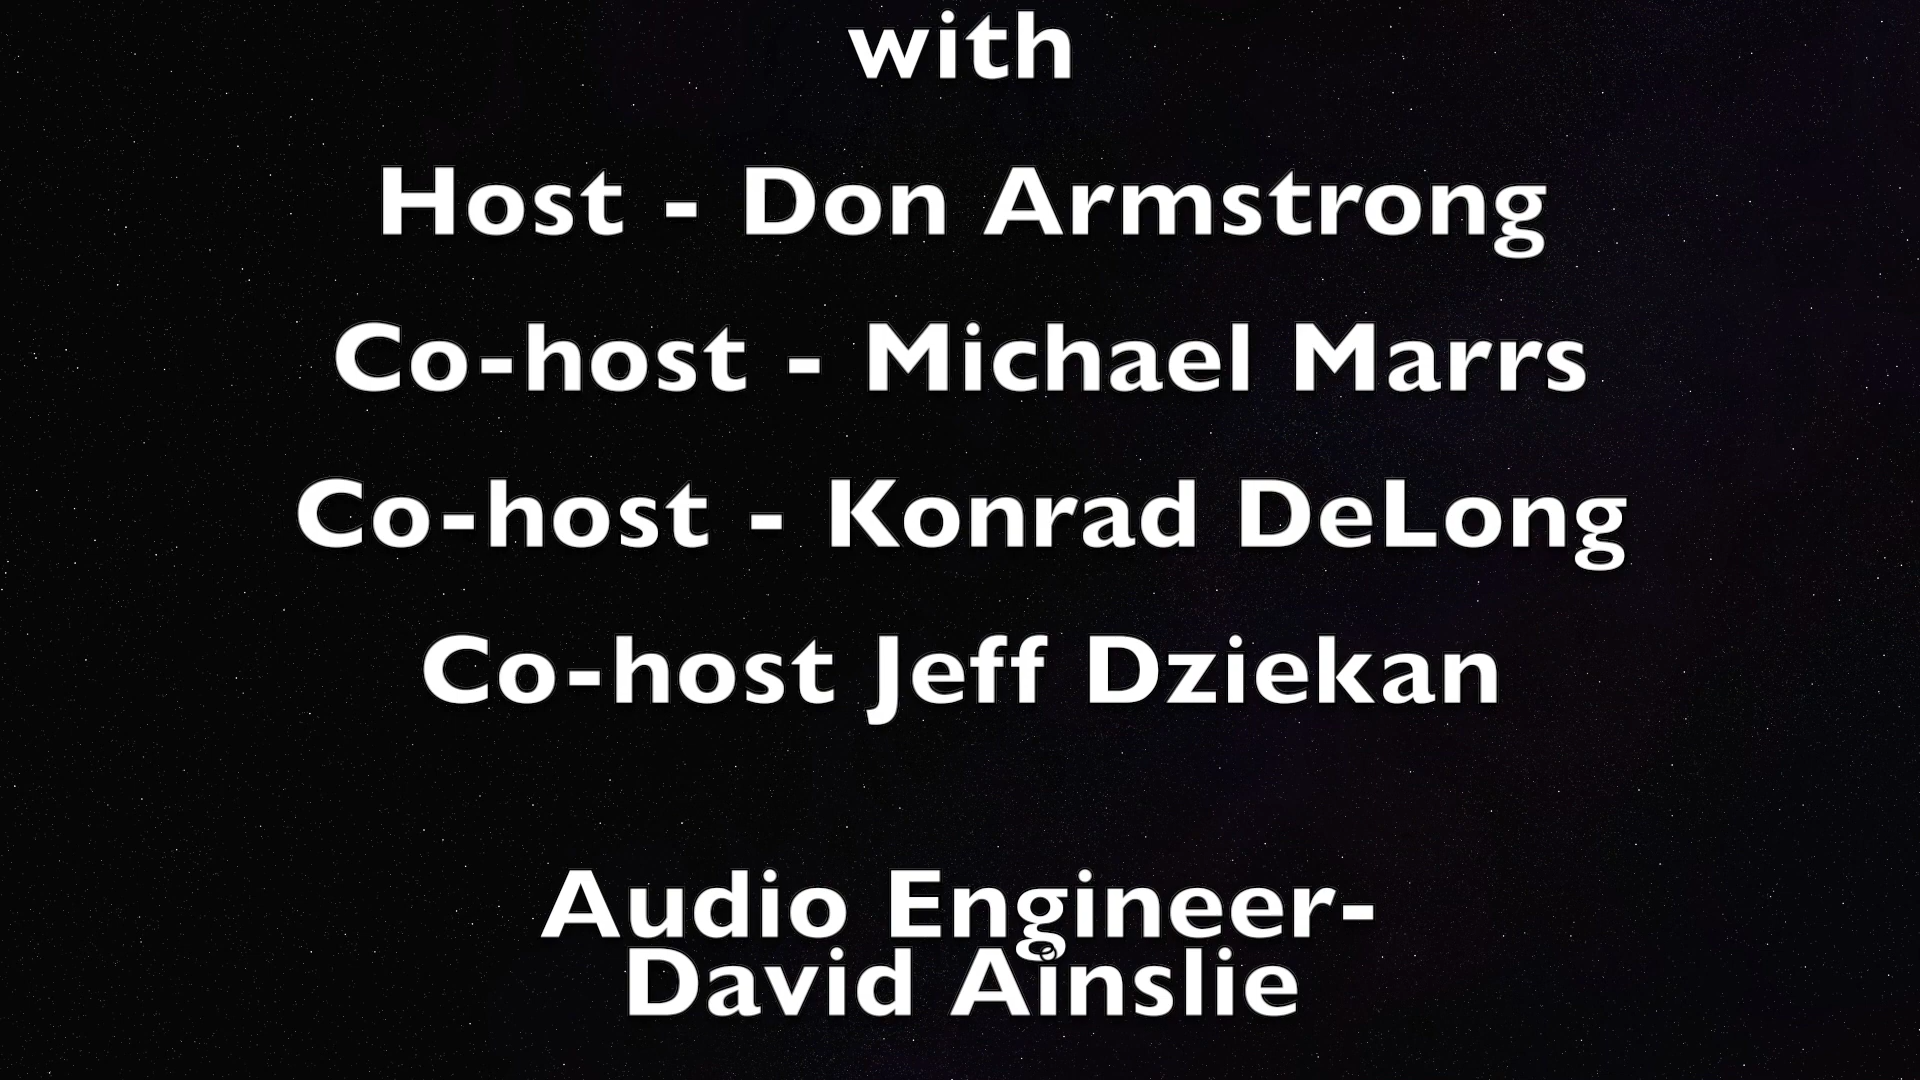 with
Host - Don Armstrong
Co-host - Michael Marrs
Co-host - Konrad DeLong
Co-host Jeff Dziekan
Audio Engineer-
David Ainslie